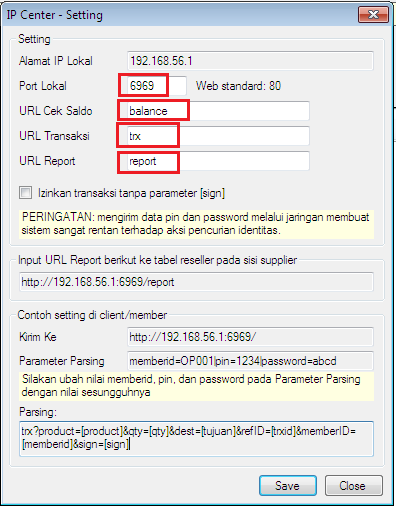 IP Center - Setting
Setting
Alamat IP Lokal 192.168.56.1
Port Lokal 6969 Web standard: 80
URL Cek Saldo balance
URL Transaksi trx
URL Report report
Izinkan transaksi tanpa parameter [sign]
PERINGATAN: mengirim data pin dan password melalui jaringan membuat
sistem sangat rentan terhadap aksi pencurian identitas.
Input URL Report berikut ke tabel reseller pada sisi supplier
http://192.168.56.1:6969/report
Contoh setting di client/member
Kirim Ke http://192.168.56.1:6969/
Parameter Parsing memberid=OP001|pin=1234|password=abcd
Silakan ubah nilai memberid, pin, dan password pada Parameter Parsing
dengan nilai sesungguhnya
Parsing:
trx?product=[product]&qty=[qty]&dest=[tujuan]&refID=[trxid]&memberID=
[memberid]&sign=[sign]
Save Close